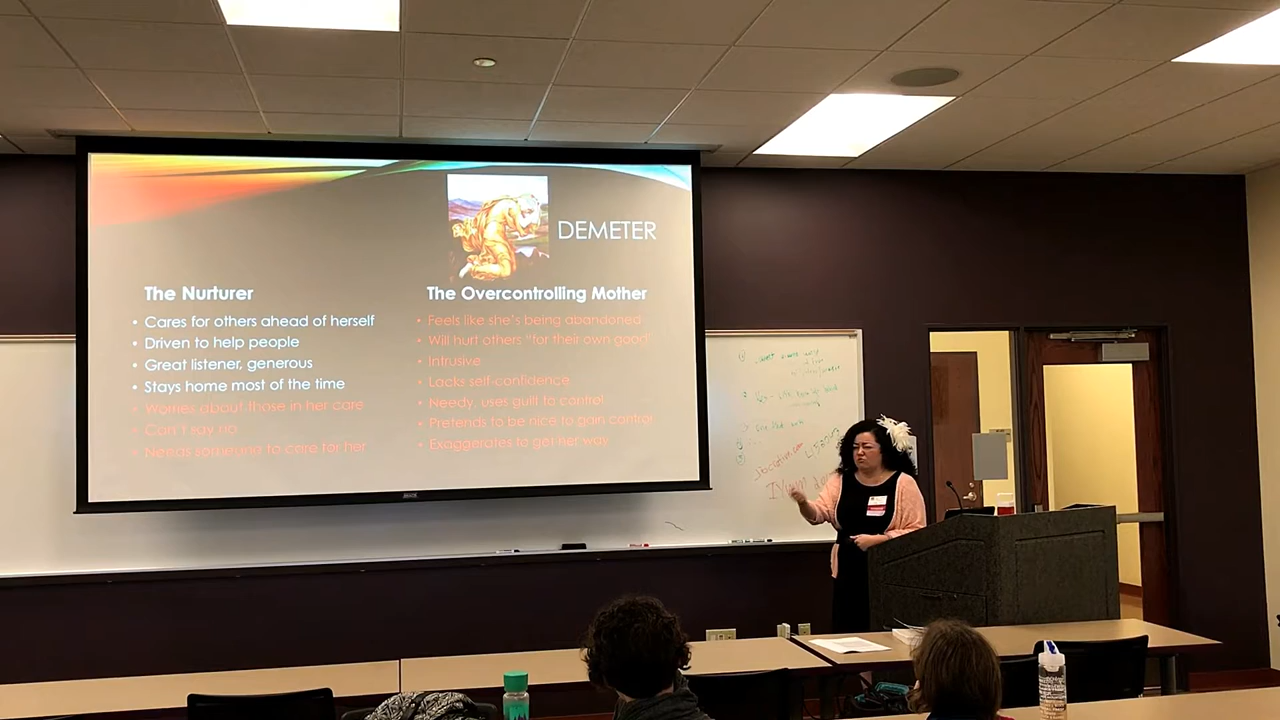 DEMETER
The Nurturer
• Cares for others ahead of herself
• Driven to help people
• Great listener, generous
• Stays home most of the time
• Worries about those in her care
• Can't say no
• Needs someone to care for her
The Overcontrolling Mother
• Feels like she's being abandoned
• Will hurt others "for their own good"
• Intrusive
• Lacks self-confidence
• Needy, uses guilt to control
• Pretends to be nice to gain control
• Exaggerates to get her way